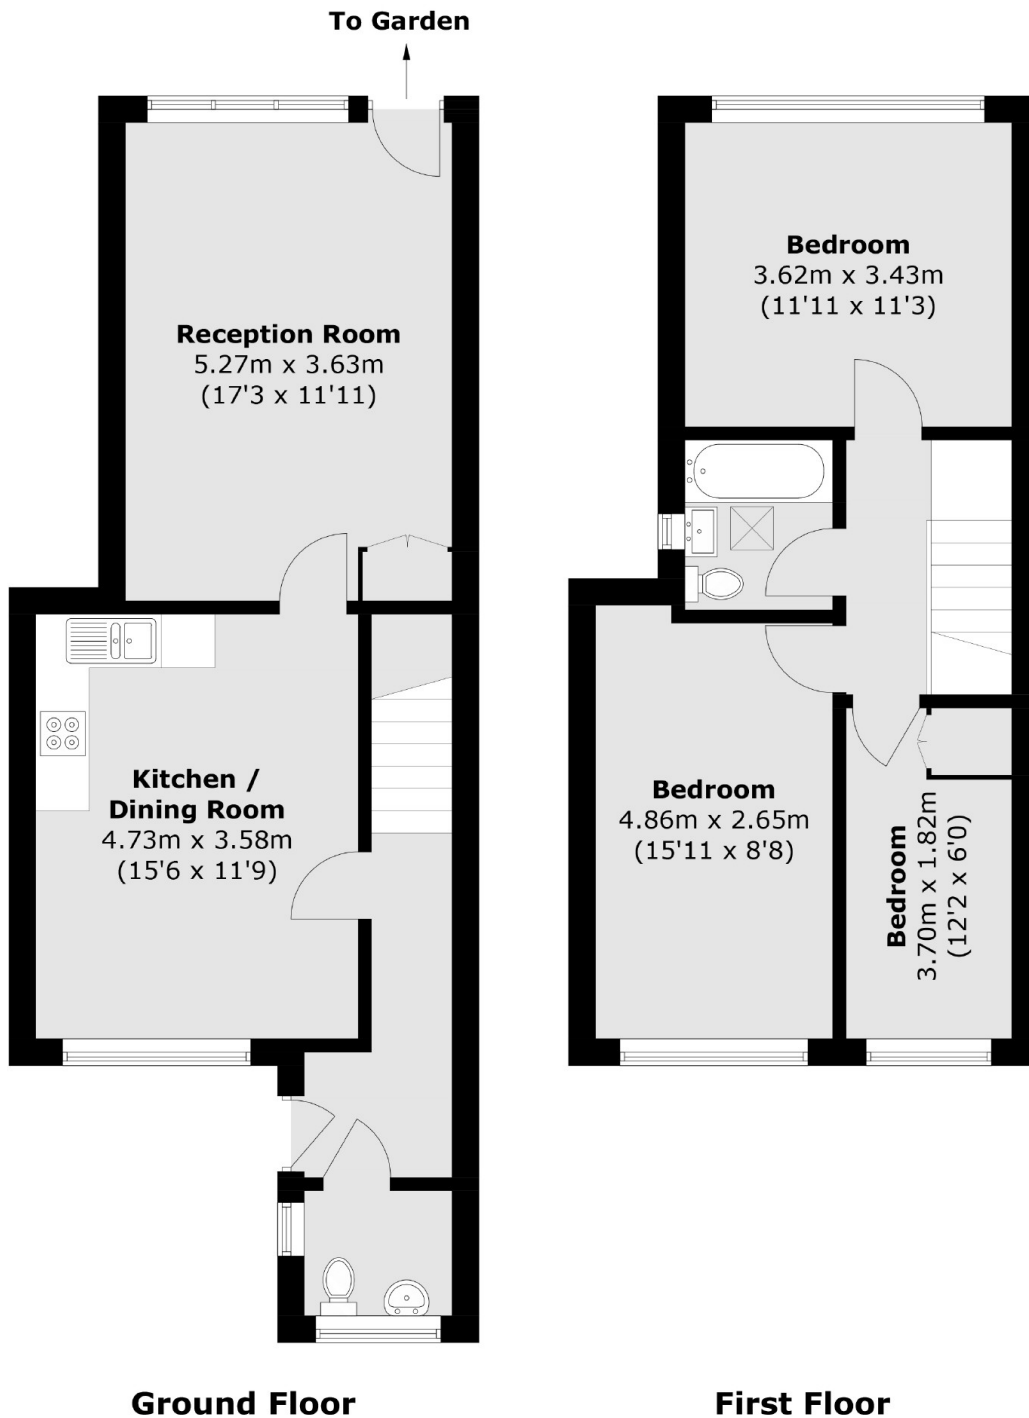 To Garden
Reception Room
5.27m x 3.63m
(17'3 x 11'11)
Kitchen /
Dining Room
4.73m x 3.58m
(15'6 x 11'9)
Ground Floor
Bedroom
3.62m x 3.43m
(11'11 x 11'3)
Bedroom
4.86m x 2.65m
(15'11 x 8'8)
Bedroom
3.70m x 1.82m
(12'2 x 6'0)
First Floor